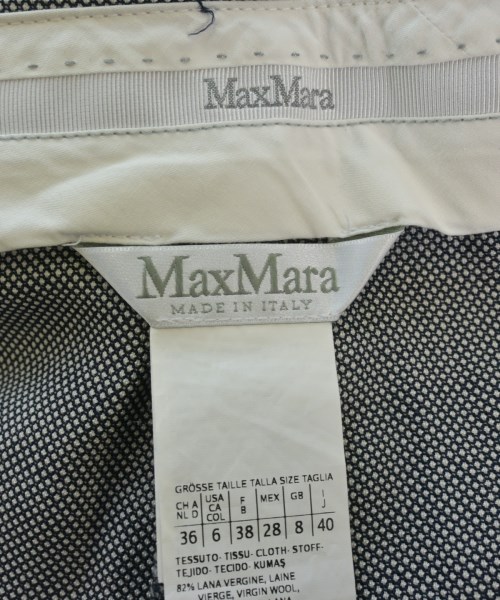 MaxMara
MaxMara
MADE IN ITALY
GRÖSSE TAILLE TALLA SIZE TAGLIA
CH A NL D | USA CA COL | F B | MEX | GB | I J
36 | 6 | 38 | 28 | 8 | 40
TESSUTO- TISSU- CLOTH- STOFF-
TEJIDO- TECIDO- KUMAŞ
82% LANA VERGINE, LAINE
VIERGE, VIRGIN WOOL,